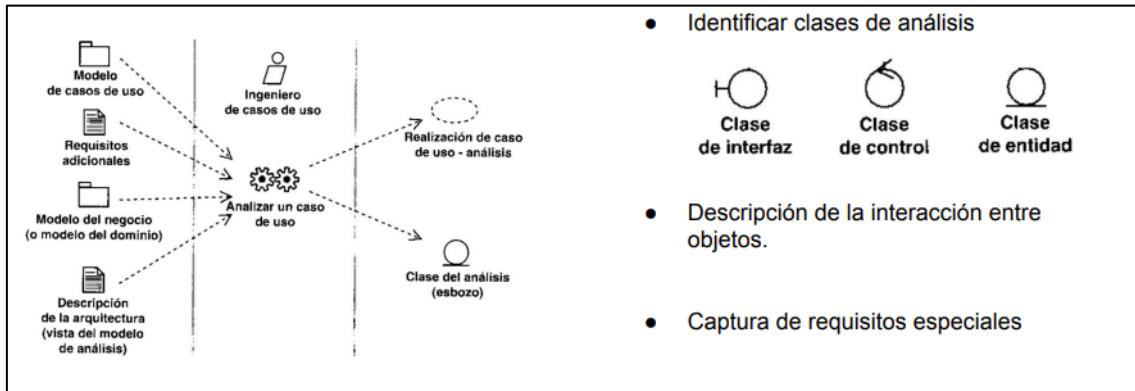 Modelo
de casos de uso
Requisitos
adicionales
Modelo del negocio
(o modelo del dominio)
Descripción
de la arquitectura
(vista del modelo
de análisis)
Ingeniero
de casos de uso
Analizar un caso
de uso
Realización de caso
de uso - análisis
Clase del análisis
(esbozo)
● Identificar clases de análisis
Clase
de interfaz
Clase
de control
Clase
de entidad
● Descripción de la interacción entre
objetos.
● Captura de requisitos especiales